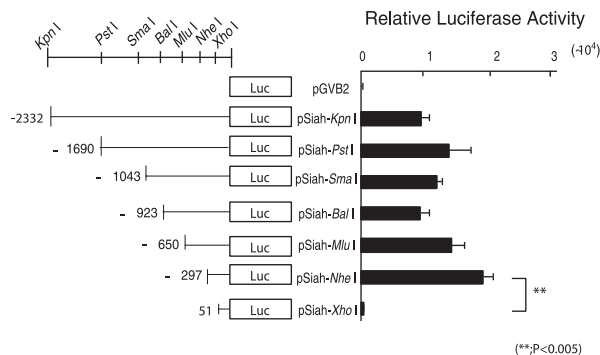 Relative Luciferase Activity
Kpn I Pst I Sma I Bal I Mlu I Nhe I Xho I
0 1 2 3 (·10⁴)
Luc pGVB2
-2332 Luc pSiah-Kpn I
- 1690 Luc pSiah-Pst I
- 1043 Luc pSiah-Sma I
- 923 Luc pSiah-Bal I
- 650 Luc pSiah-Mlu I
- 297 Luc pSiah-Nhe I
**
51 Luc pSiah-Xho I
(**;P<0.005)